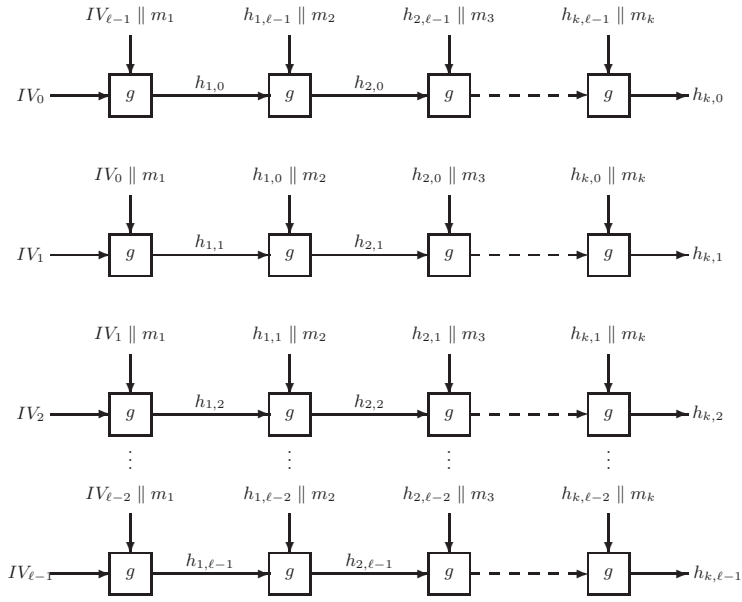 IV_{ℓ−1} ∥ m_1 h_{1,ℓ−1} ∥ m_2 h_{2,ℓ−1} ∥ m_3 h_{k,ℓ−1} ∥ m_k
IV_0 g h_{1,0} g h_{2,0} g g h_{k,0}
IV_0 ∥ m_1 h_{1,0} ∥ m_2 h_{2,0} ∥ m_3 h_{k,0} ∥ m_k
IV_1 g h_{1,1} g h_{2,1} g g h_{k,1}
IV_1 ∥ m_1 h_{1,1} ∥ m_2 h_{2,1} ∥ m_3 h_{k,1} ∥ m_k
IV_2 g h_{1,2} g h_{2,2} g g h_{k,2}
⋮ ⋮ ⋮ ⋮
IV_{ℓ−2} ∥ m_1 h_{1,ℓ−2} ∥ m_2 h_{2,ℓ−2} ∥ m_3 h_{k,ℓ−2} ∥ m_k
IV_{ℓ−1} g h_{1,ℓ−1} g h_{2,ℓ−1} g g h_{k,ℓ−1}